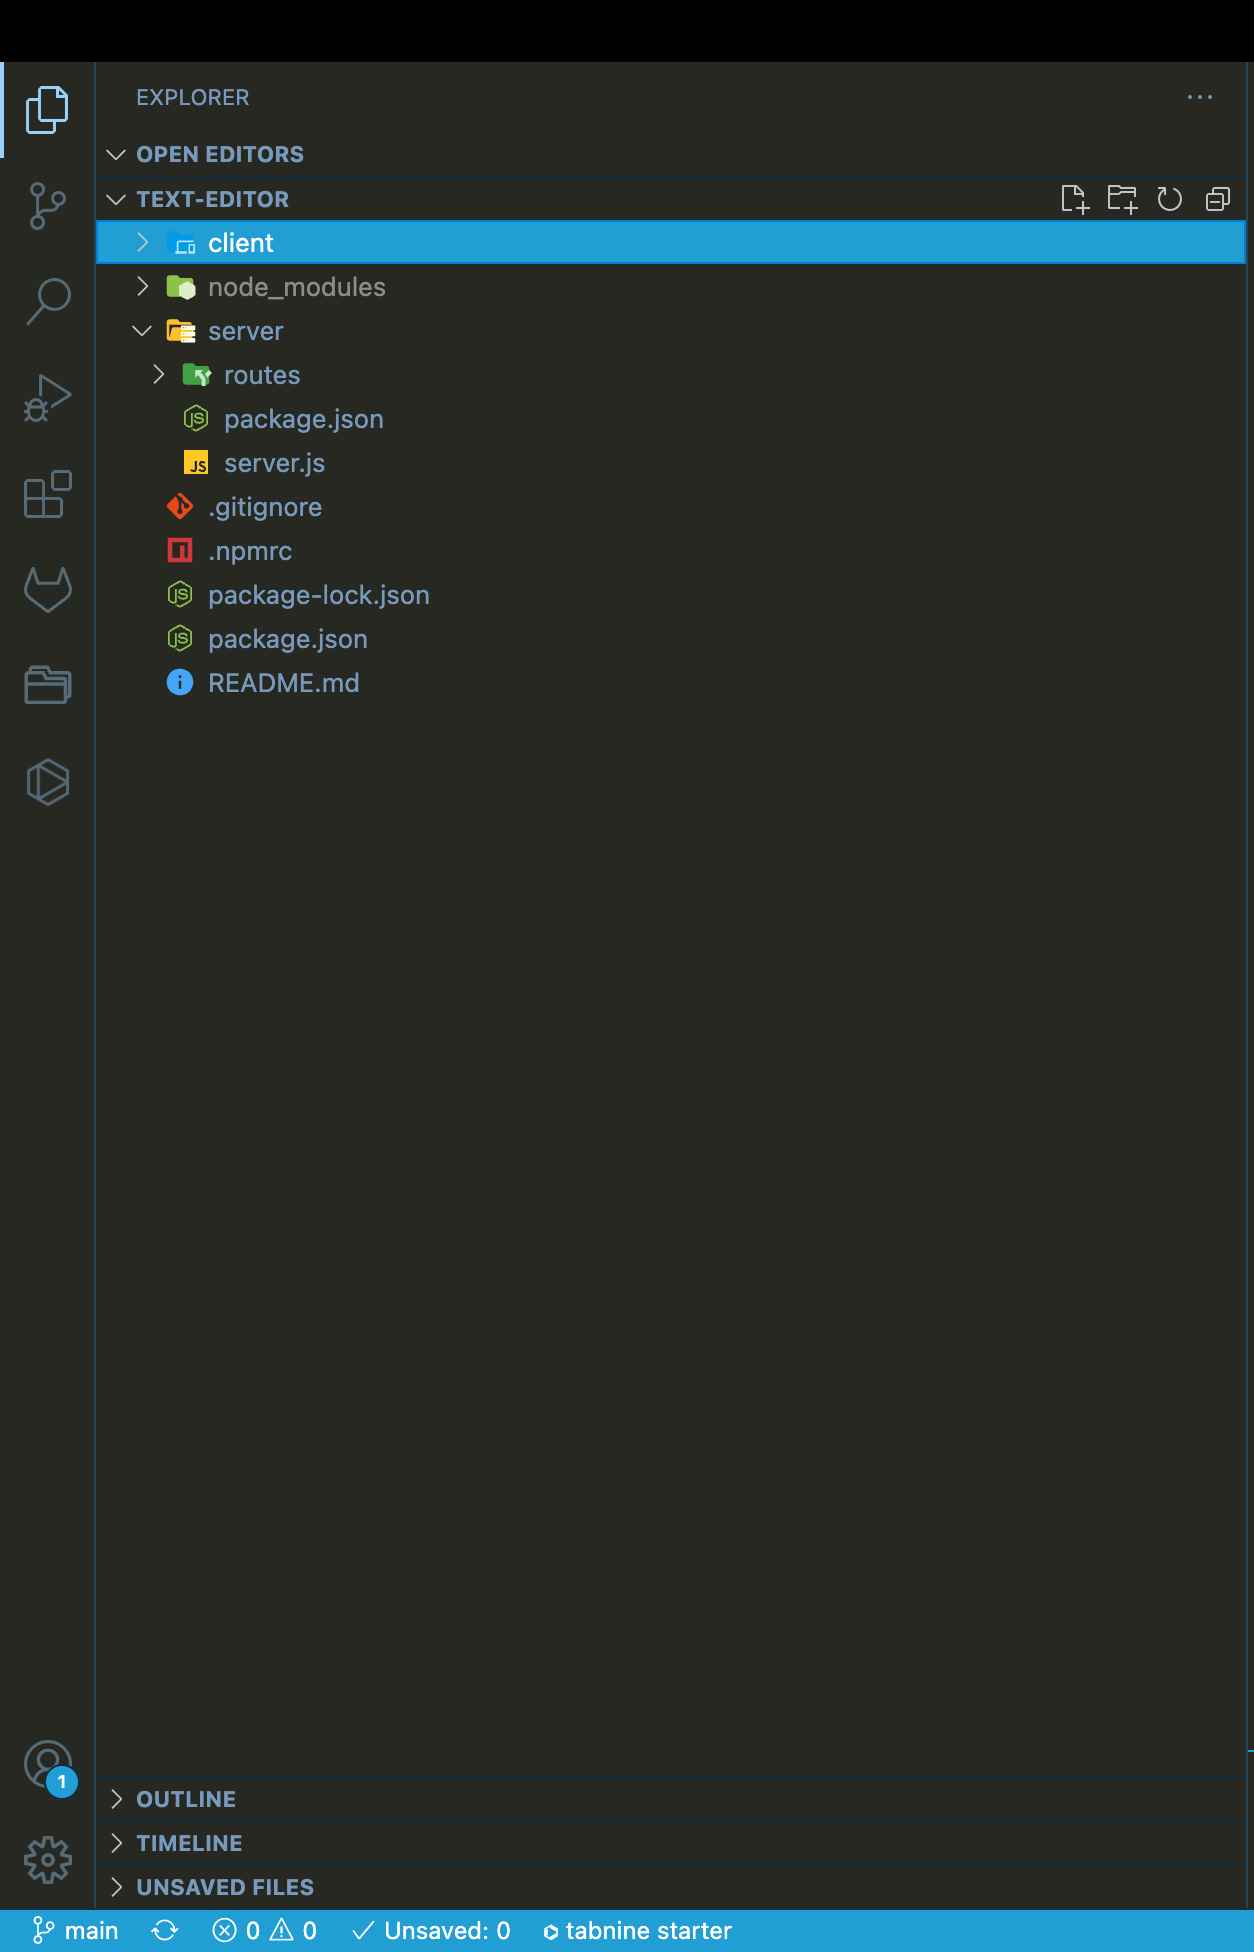 EXPLORER
OPEN EDITORS
TEXT-EDITOR
client
node_modules
server
routes
package.json
JS server.js
.gitignore
.npmrc
package-lock.json
package.json
README.md
1
OUTLINE
TIMELINE
UNSAVED FILES
main 0 0 Unsaved: 0 tabnine starter